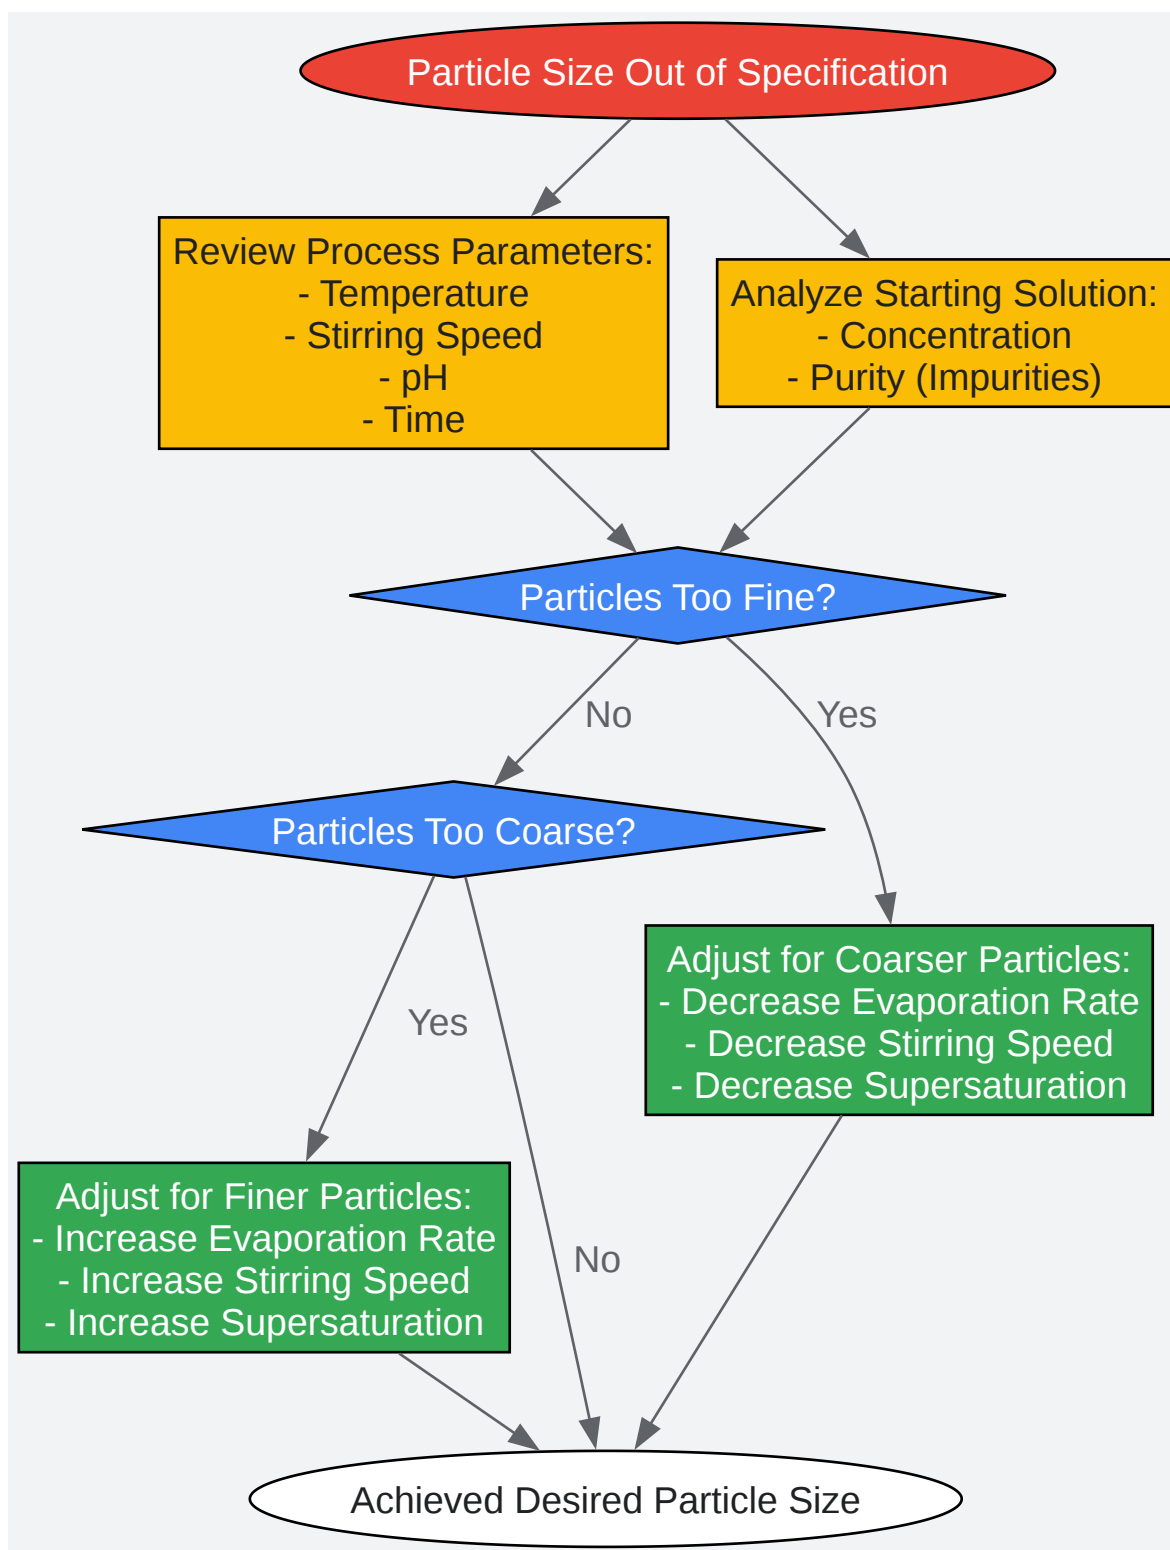 Particle Size Out of Specification
Review Process Parameters:
- Temperature
- Stirring Speed
- pH
- Time
Analyze Starting Solution:
- Concentration
- Purity (Impurities)
Particles Too Fine?
No
Yes
Particles Too Coarse?
Adjust for Coarser Particles:
- Decrease Evaporation Rate
- Decrease Stirring Speed
- Decrease Supersaturation
Yes
Adjust for Finer Particles:
- Increase Evaporation Rate
- Increase Stirring Speed
- Increase Supersaturation
No
Achieved Desired Particle Size